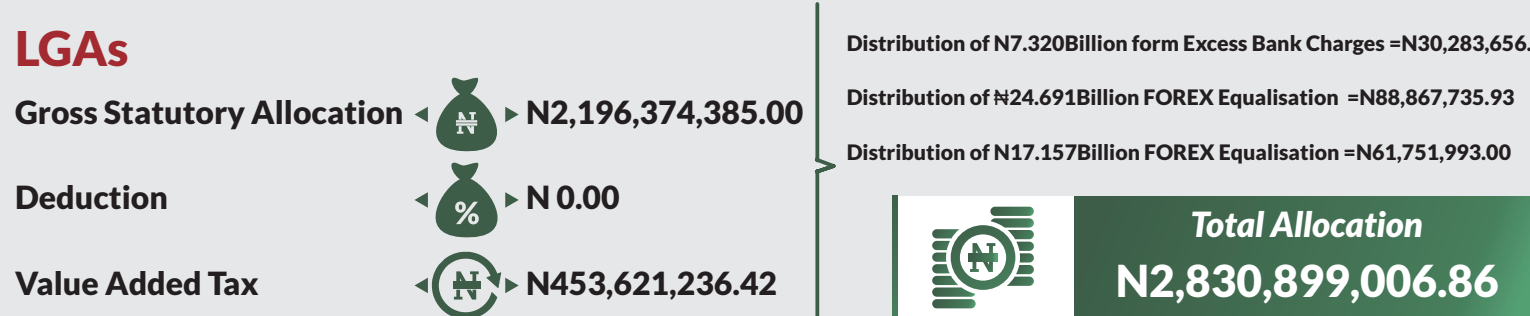 LGAs
Gross Statutory Allocation ₦ N2,196,374,385.00
Deduction % N 0.00
Value Added Tax ₦ N453,621,236.42
Distribution of N7.320Billion form Excess Bank Charges =N30,283,656.
Distribution of ₦24.691Billion FOREX Equalisation =N88,867,735.93
Distribution of N17.157Billion FOREX Equalisation =N61,751,993.00
₦ Total Allocation
N2,830,899,006.86